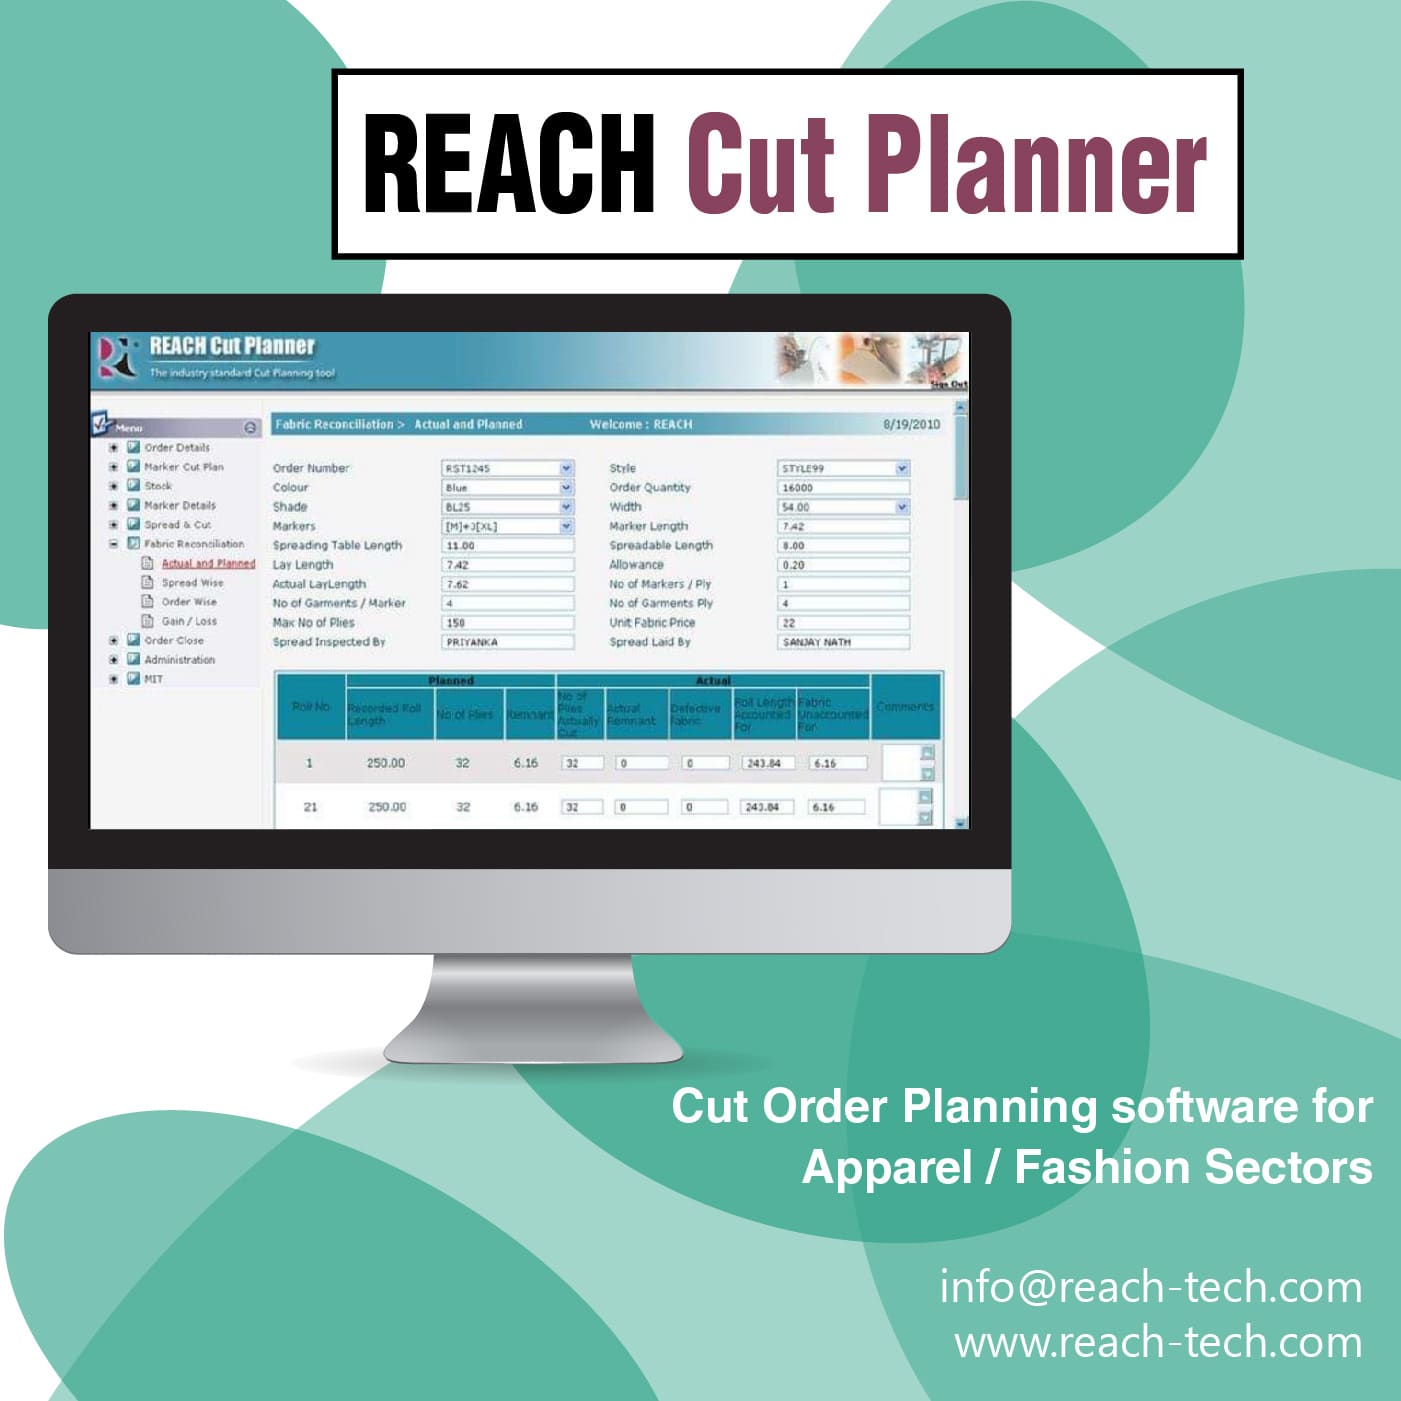 REACH Cut Planner
REACH Cut Planner
The industry standard Cut Planning tool
Sign Out
Menu
Order Details
Marker Cut Plan
Stock
Marker Details
Spread & Cut
Fabric Reconciliation
Actual and Planned
Spread Wise
Order Wise
Gain / Loss
Order Close
Administration
MIT
Fabric Reconciliation > Actual and Planned Welcome : REACH 8/19/2010
Order Number RST1245 Style STYLE99
Colour Blue Order Quantity 16000
Shade BL25 Width 54.00
Markers Marker Length 7.42
Spreading Table Length 11.00 Spreadable Length 8.00
Lay Length 7.42 Allowance 0.20
Actual LayLength 7.62 No of Markers / Ply 1
No of Garments / Marker 4 No of Garments Ply 4
Max No of Plies 150 Unit Fabric Price 22
Spread Inspected By PRIYANKA Spread Laid By SANJAY NATH
Planned Actual
Roll No Recorded Roll Length No of Plies Remnant No of Plies Actually Cut Actual Remnant Defective Fabric Roll Length Accounted For Fabric Unaccounted For Comments
1 250.00 32 6.16 32 0 0 243.84 6.16
21 250.00 32 6.16 32 0 0 243.84 6.16
Cut Order Planning software for
Apparel / Fashion Sectors
info@reach-tech.com
www.reach-tech.com